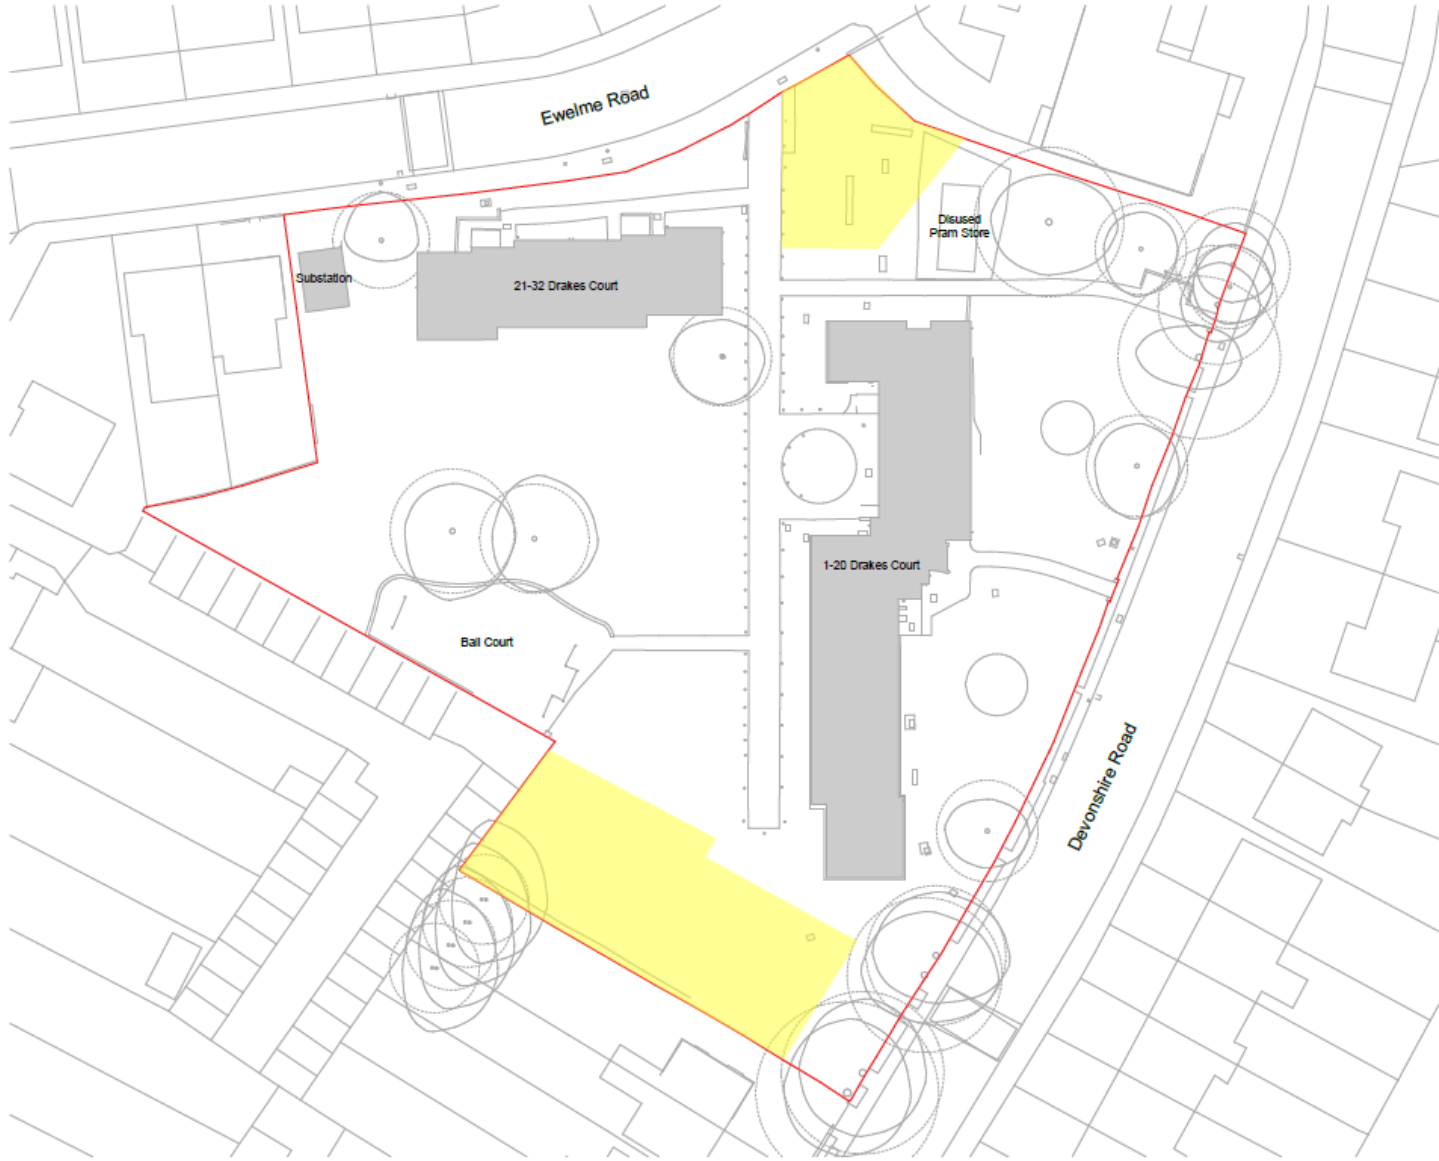 Ewelme Road
Disused
Pram Store
Substation
21-32 Drakes Court
1-20 Drakes Court
Ball Court
Devonshire Road